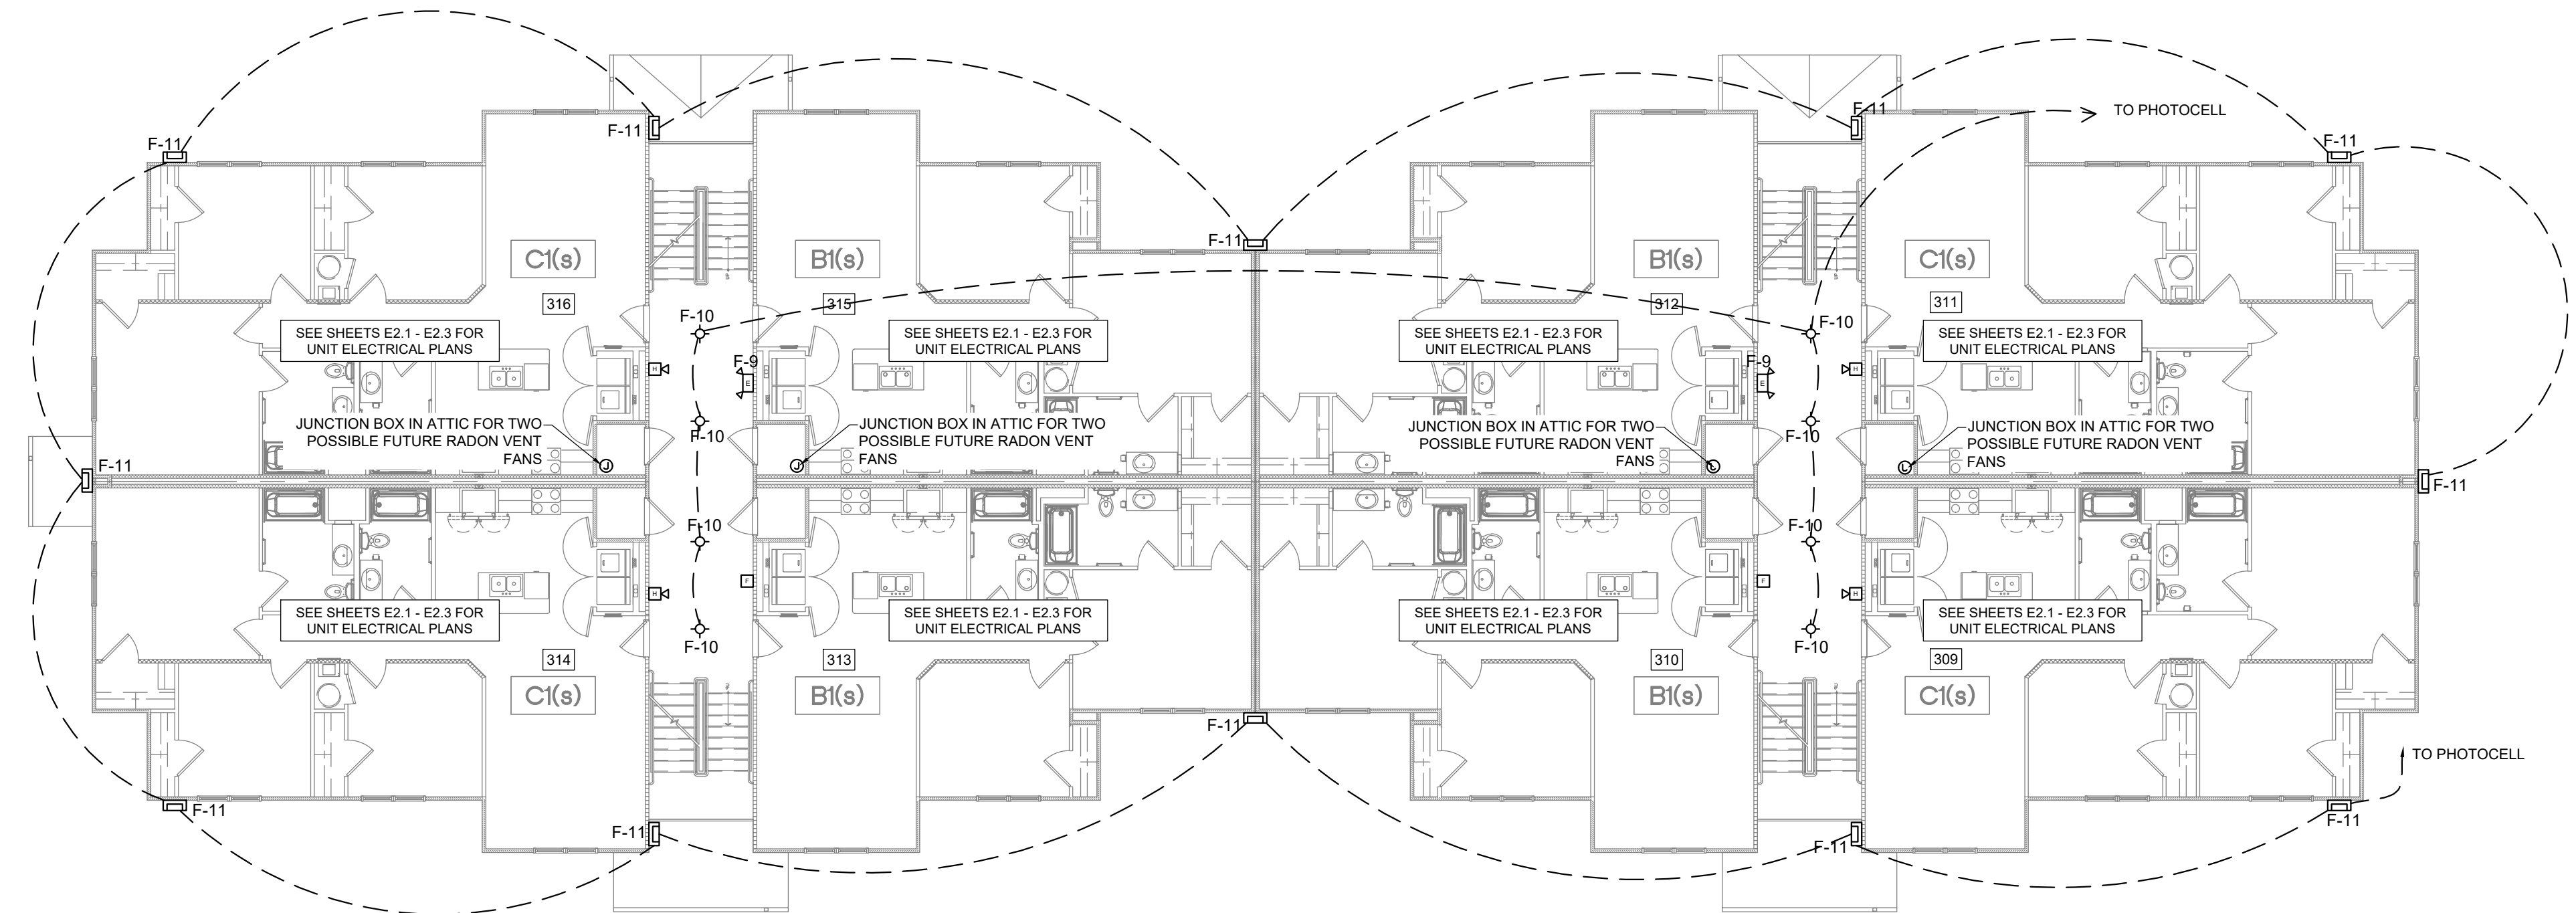 F-11
F-11
TO PHOTOCELL
F-11
F-11
F-11
F-11
C1(s)
B1(s)
B1(s)
C1(s)
316
315
312
311
F-10
F-10
SEE SHEETS E2.1 - E2.3 FOR
UNIT ELECTRICAL PLANS
SEE SHEETS E2.1 - E2.3 FOR
UNIT ELECTRICAL PLANS
SEE SHEETS E2.1 - E2.3 FOR
UNIT ELECTRICAL PLANS
SEE SHEETS E2.1 - E2.3 FOR
UNIT ELECTRICAL PLANS
F-9
F-9
H
E
E
H
JUNCTION BOX IN ATTIC FOR TWO
POSSIBLE FUTURE RADON VENT
FANS
J
JUNCTION BOX IN ATTIC FOR TWO
POSSIBLE FUTURE RADON VENT
FANS
J
JUNCTION BOX IN ATTIC FOR TWO
POSSIBLE FUTURE RADON VENT
FANS
JUNCTION BOX IN ATTIC FOR TWO
POSSIBLE FUTURE RADON VENT
FANS
F-10
F-10
F-11
F-11
F-10
F-10
H
F
F
H
SEE SHEETS E2.1 - E2.3 FOR
UNIT ELECTRICAL PLANS
SEE SHEETS E2.1 - E2.3 FOR
UNIT ELECTRICAL PLANS
SEE SHEETS E2.1 - E2.3 FOR
UNIT ELECTRICAL PLANS
SEE SHEETS E2.1 - E2.3 FOR
UNIT ELECTRICAL PLANS
F-10
F-10
314
313
310
309
C1(s)
B1(s)
B1(s)
C1(s)
F-11
TO PHOTOCELL
F-11
F-11
F-11
F-11